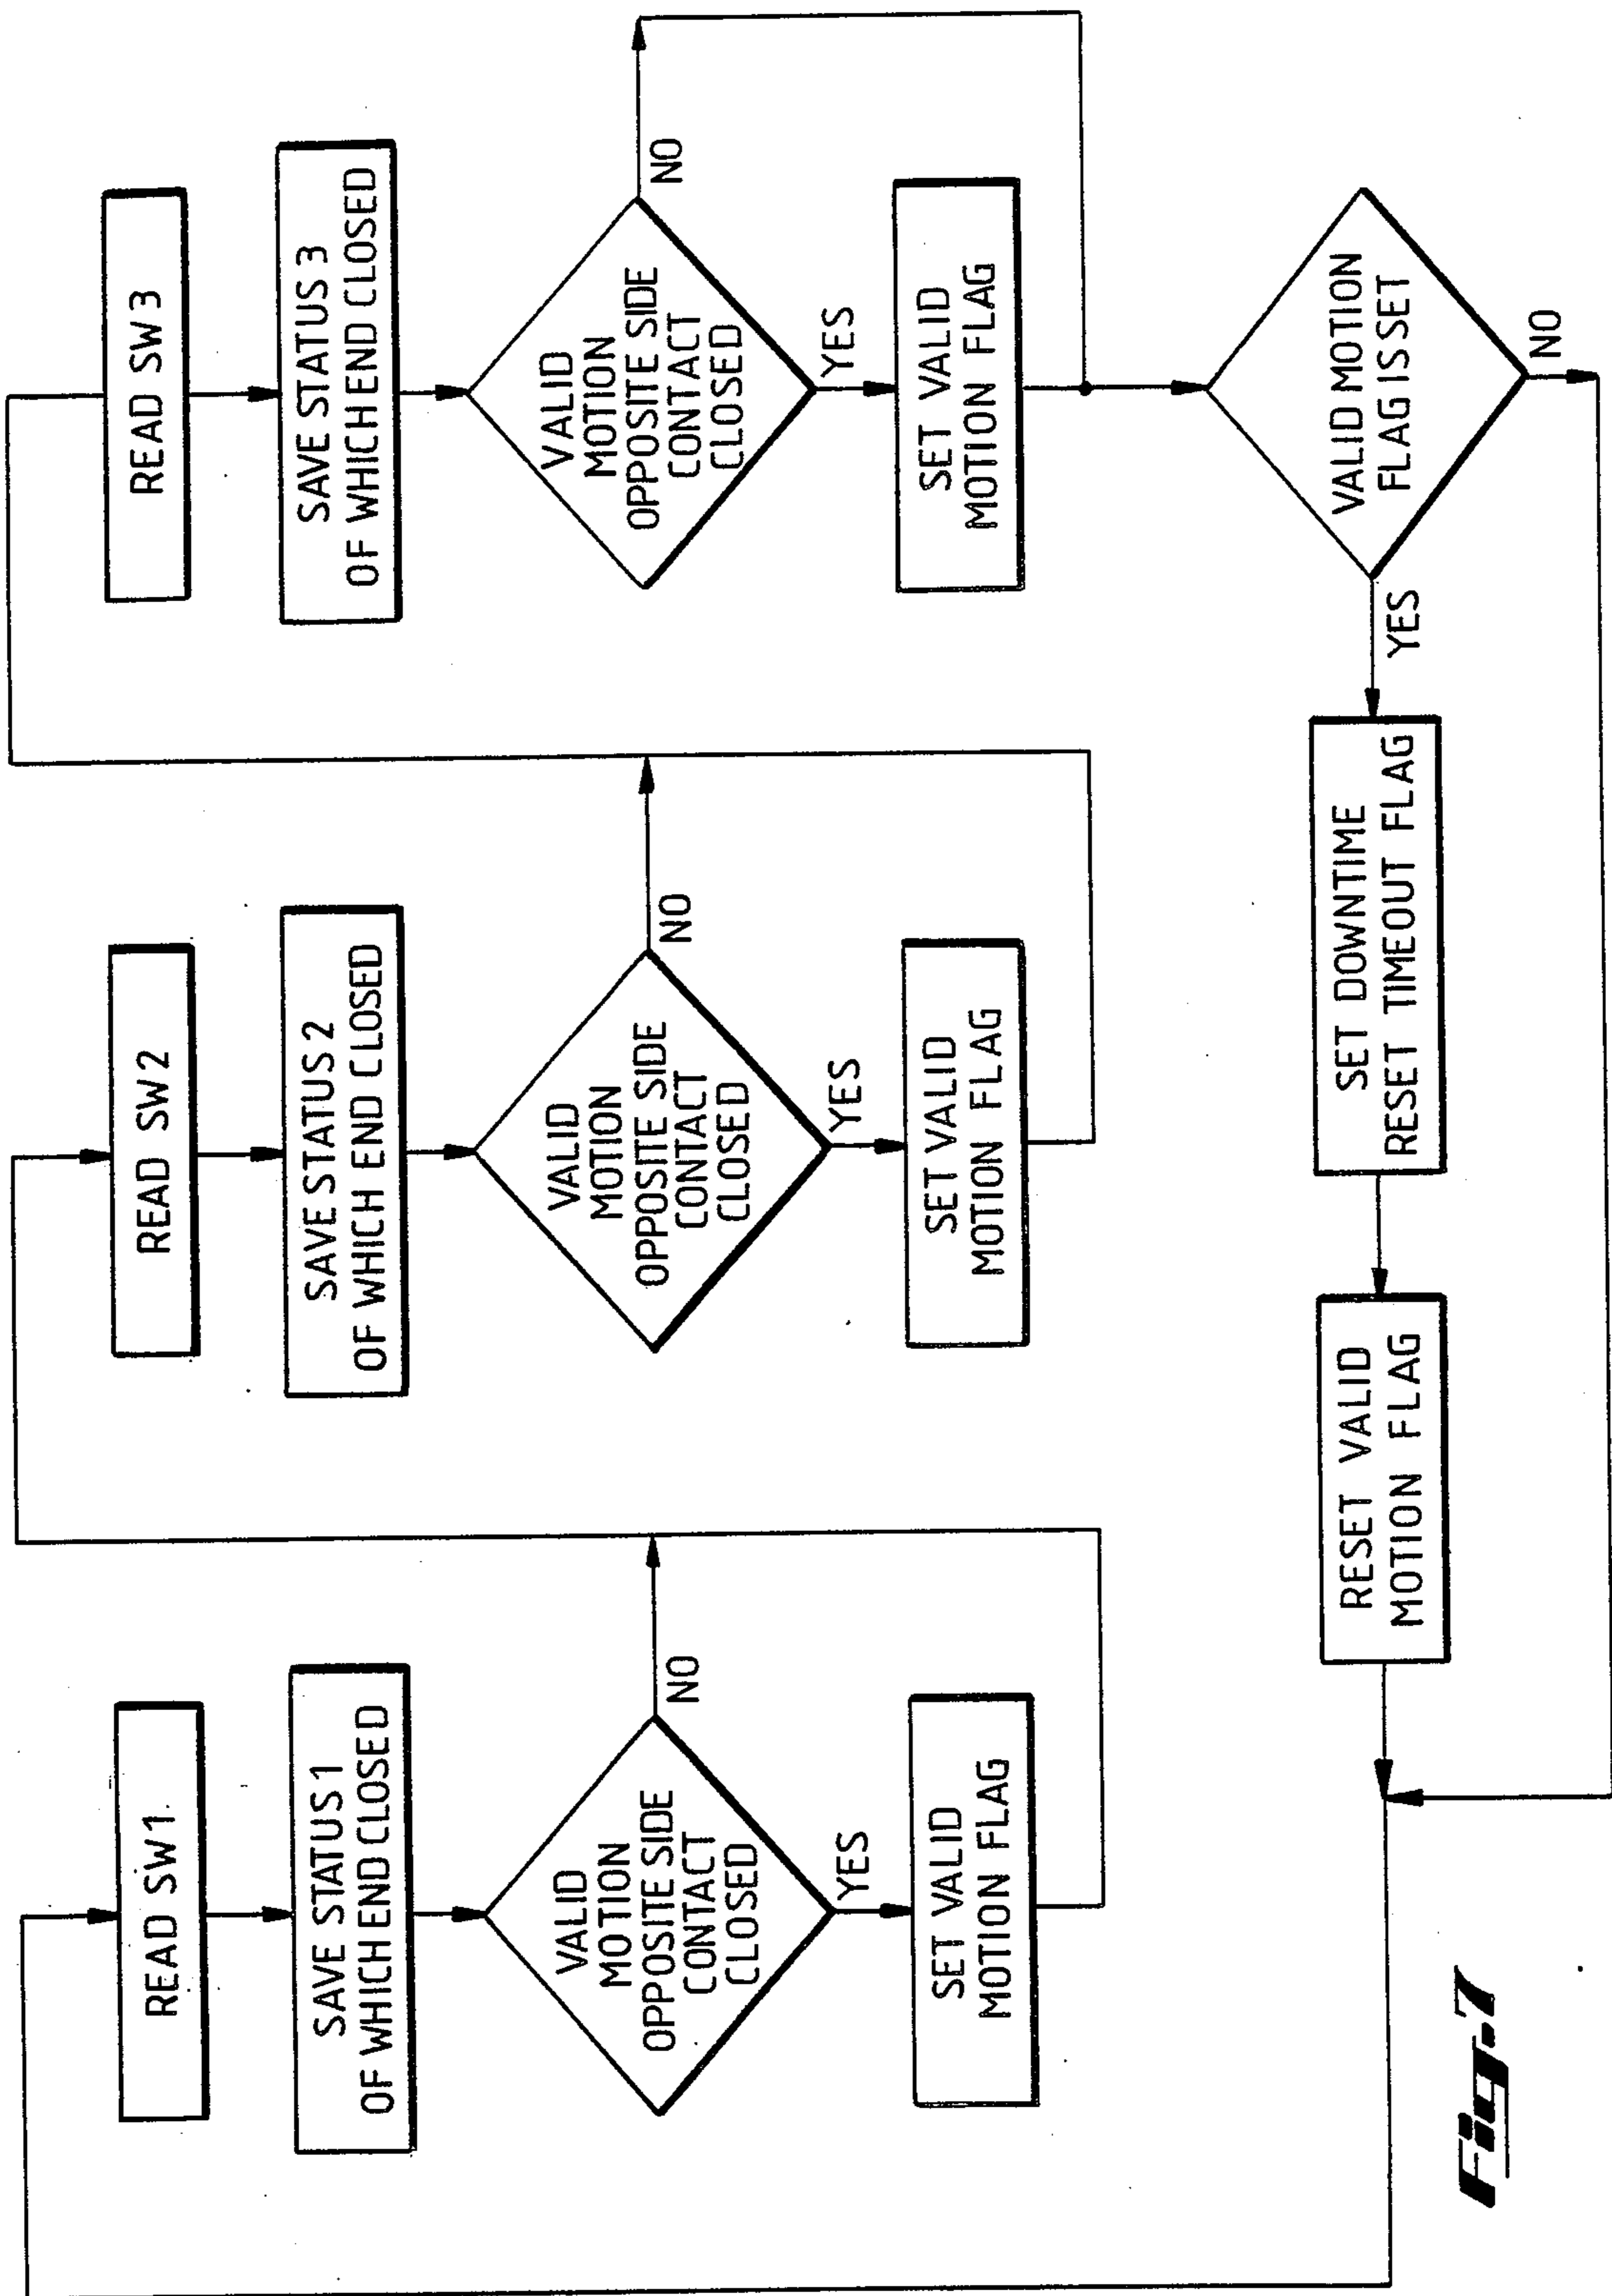 READ SW1.
SAVE STATUS 1
OF WHICH END CLOSED
VALID
MOTION
OPPOSITE SIDE
CONTACT
CLOSED
NO
YES
SET VALID
MOTION FLAG
READ SW2
SAVE STATUS 2
OF WHICH END CLOSED
VALID
MOTION
OPPOSITE SIDE
CONTACT
CLOSED
NO
YES
SET VALID
MOTION FLAG
READ SW3
SAVE STATUS 3
OF WHICH END CLOSED
VALID
MOTION
OPPOSITE SIDE
CONTACT
CLOSED
NO
YES
SET VALID
MOTION FLAG
VALID MOTION
FLAG IS SET
NO
YES
SET DOWNTIME
RESET TIMEOUT FLAG
RESET VALID
MOTION FLAG
Fig.7